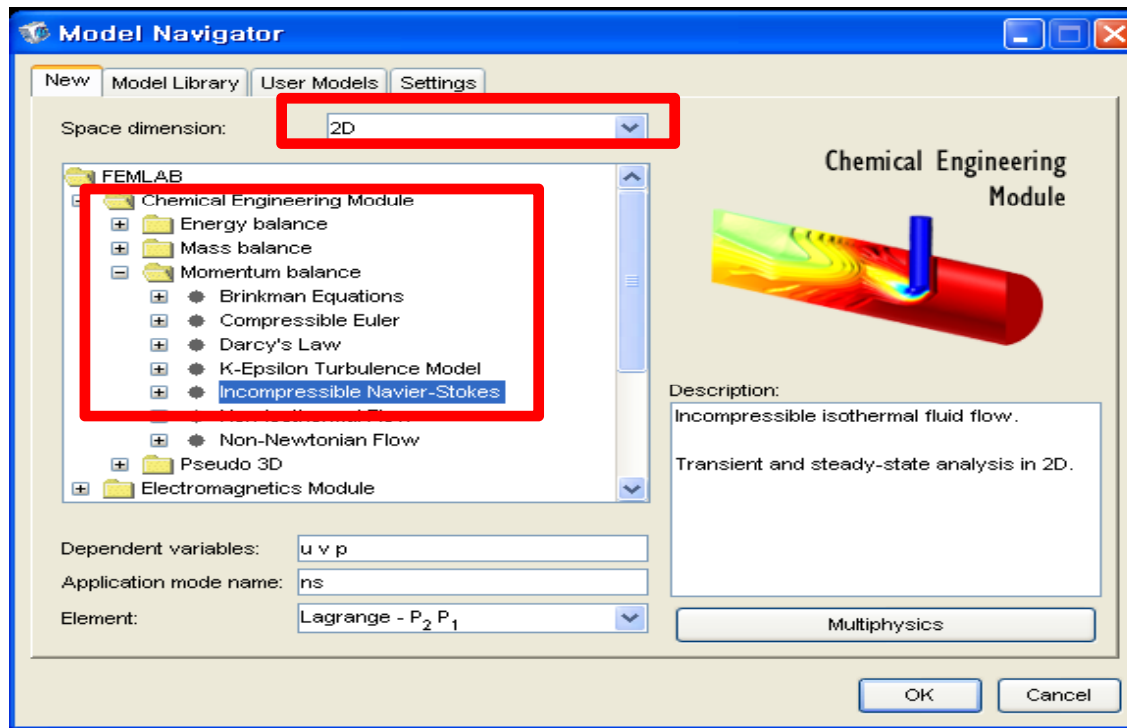 Model Navigator
New Model Library User Models Settings
Space dimension: 2D
FEMLAB
Chemical Engineering Module
Energy balance
Mass balance
Momentum balance
Brinkman Equations
Compressible Euler
Darcy's Law
K-Epsilon Turbulence Model
Incompressible Navier-Stokes
Non-Newtonian Flow
Pseudo 3D
Electromagnetics Module
Dependent variables: u v p
Application mode name: ns
Element: Lagrange - P₂ P₁
Chemical Engineering
Module
Description:
Incompressible isothermal fluid flow.
Transient and steady-state analysis in 2D.
Multiphysics
OK Cancel